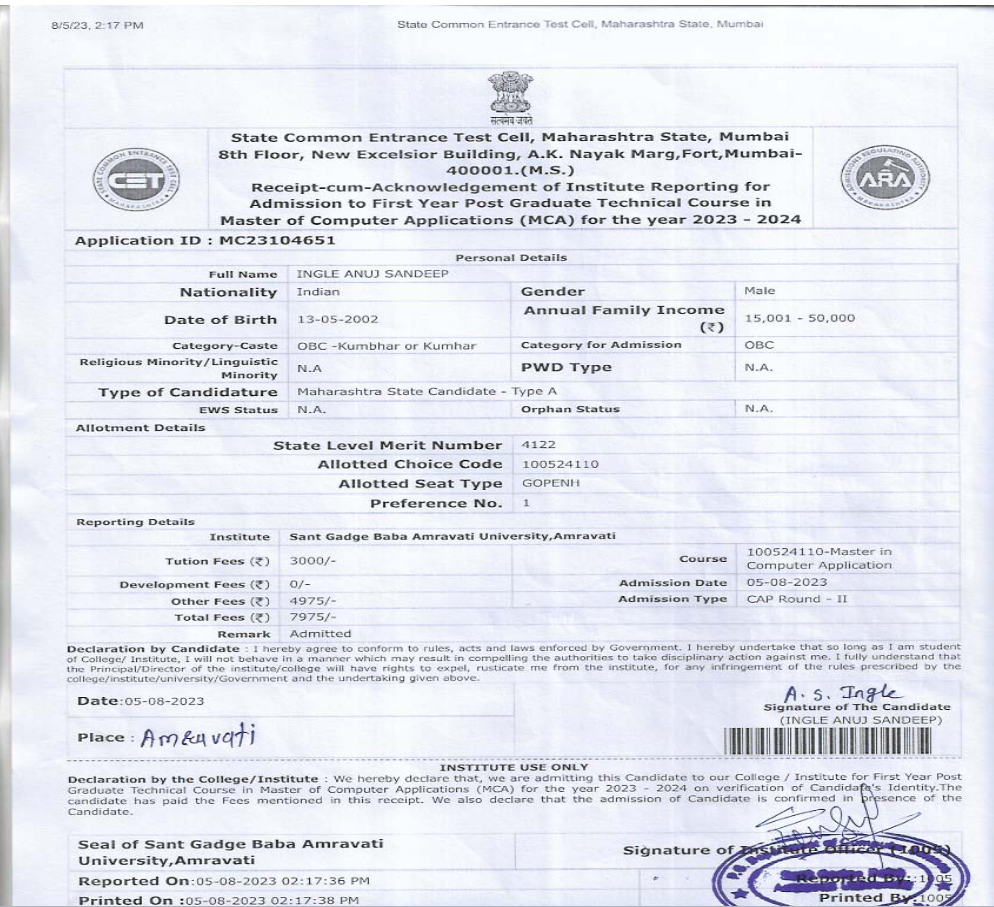 8/5/23, 2:17 PM State Common Entrance Test Cell, Maharashtra State, Mumbai
सत्यमेव जयते
State Common Entrance Test Cell, Maharashtra State, Mumbai
8th Floor, New Excelsior Building, A.K. Nayak Marg,Fort,Mumbai-
400001.(M.S.)
Receipt-cum-Acknowledgement of Institute Reporting for
Admission to First Year Post Graduate Technical Course in
Master of Computer Applications (MCA) for the year 2023 - 2024
STATE COMMON ENTRANCE TEST CELL
CET
MAHARASHTRA
ADMISSIONS REGULATING AUTHORITY
ARA
MAHARASHTRA
Application ID : MC23104651
Personal Details
Full Name INGLE ANUJ SANDEEP
Nationality Indian Gender Male
Date of Birth 13-05-2002 Annual Family Income (₹) 15,001 - 50,000
Category-Caste OBC -Kumbhar or Kumhar Category for Admission OBC
Religious Minority/Linguistic Minority N.A PWD Type N.A.
Type of Candidature Maharashtra State Candidate - Type A
EWS Status N.A. Orphan Status N.A.
Allotment Details
State Level Merit Number 4122
Allotted Choice Code 100524110
Allotted Seat Type GOPENH
Preference No. 1
Reporting Details
Institute Sant Gadge Baba Amravati University,Amravati
Tution Fees (₹) 3000/- Course 100524110-Master in Computer Application
Development Fees (₹) 0/- Admission Date 05-08-2023
Other Fees (₹) 4975/- Admission Type CAP Round - II
Total Fees (₹) 7975/-
Remark Admitted
Declaration by Candidate : I hereby agree to conform to rules, acts and laws enforced by Government. I hereby undertake that so long as I am student
of College/ Institute, I will not behave in a manner which may result in compelling the authorities to take disciplinary action against me. I fully understand that
the Principal/Director of the institute/college will have rights to expel, rusticate me from the institute, for any infringement of the rules prescribed by the
college/institute/university/Government and the undertaking given above.
Date:05-08-2023
A. S. Ingle
Signature of The Candidate
(INGLE ANUJ SANDEEP)
Place : Amravati
INSTITUTE USE ONLY
Declaration by the College/Institute : We hereby declare that, we are admitting this Candidate to our College / Institute for First Year Post
Graduate Technical Course in Master of Computer Applications (MCA) for the year 2023 - 2024 on verification of Candidate's Identity.The
candidate has paid the Fees mentioned in this receipt. We also declare that the admission of Candidate is confirmed in presence of the
Candidate.
Seal of Sant Gadge Baba Amravati
University,Amravati
Signature of Institute Officer (1005)
Reported On:05-08-2023 02:17:36 PM Reported By:1005
Printed On :05-08-2023 02:17:38 PM Printed By:1005